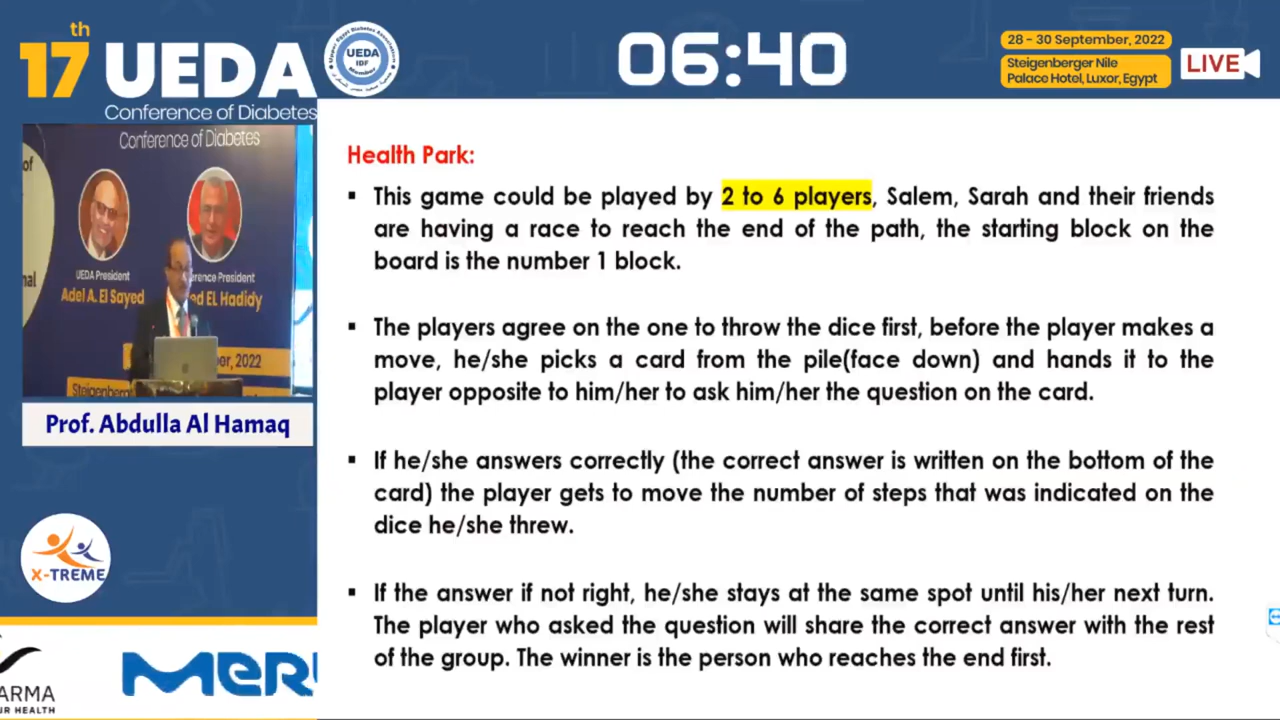 th
17 UEDA
Conference of Diabetes
UEDA
IDF
Member
06:40
28 - 30 September, 2022
Steigenberger Nile
Palace Hotel, Luxor, Egypt
LIVE
of
Conference of Diabetes
nal
UEDA President
Adel A. El Sayed
erence President
ed EL Hadidy
er, 2022
Steigen
Prof. Abdulla Al Hamaq
X-TREME
ARMA
UR HEALTH
Health Park:
▪ This game could be played by 2 to 6 players, Salem, Sarah and their friends
are having a race to reach the end of the path, the starting block on the
board is the number 1 block.
▪ The players agree on the one to throw the dice first, before the player makes a
move, he/she picks a card from the pile(face down) and hands it to the
player opposite to him/her to ask him/her the question on the card.
▪ If he/she answers correctly (the correct answer is written on the bottom of the
card) the player gets to move the number of steps that was indicated on the
dice he/she threw.
▪ If the answer if not right, he/she stays at the same spot until his/her next turn.
The player who asked the question will share the correct answer with the rest
of the group. The winner is the person who reaches the end first.